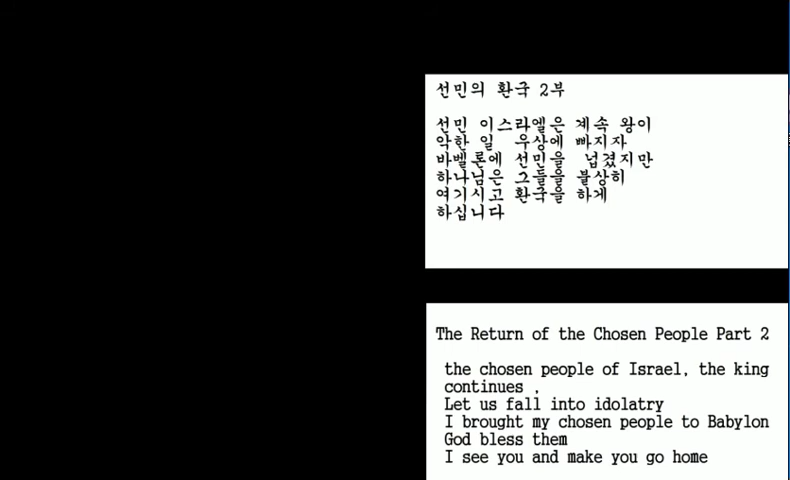 선민의 환국 2부
선민 이스라엘은 계속 왕이
악한 일 우상에 빠지자
바벨론에 선민을 넙겼지만
하나님은 그들을 불상히
여기시고 환국을 하게
하십니다
The Return of the Chosen People Part 2
the chosen people of Israel, the king
continues .
Let us fall into idolatry
I brought my chosen people to Babylon
God bless them
I see you and make you go home